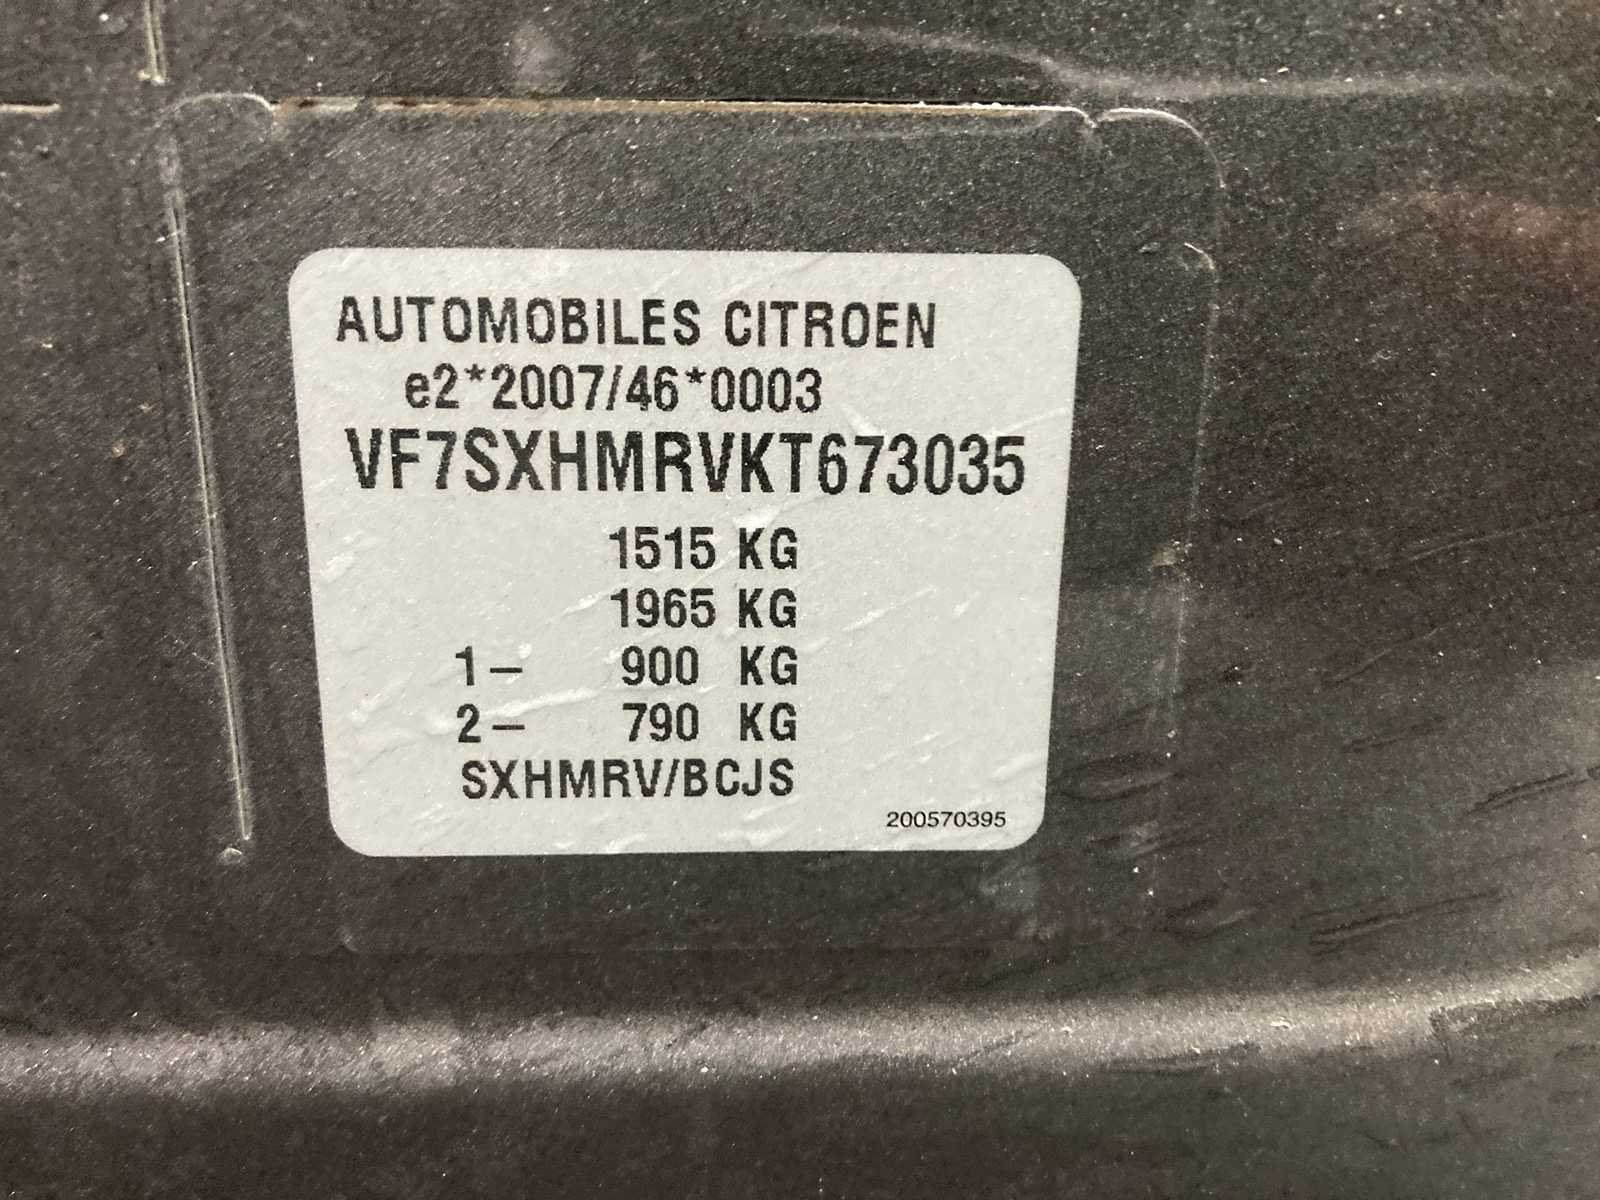 AUTOMOBILES CITROEN
e2*2007/46*0003
VF7SXHMRVKT673035
1515 KG
1965 KG
1- 900 KG
2- 790 KG
SXHMRV/BCJS
200570395